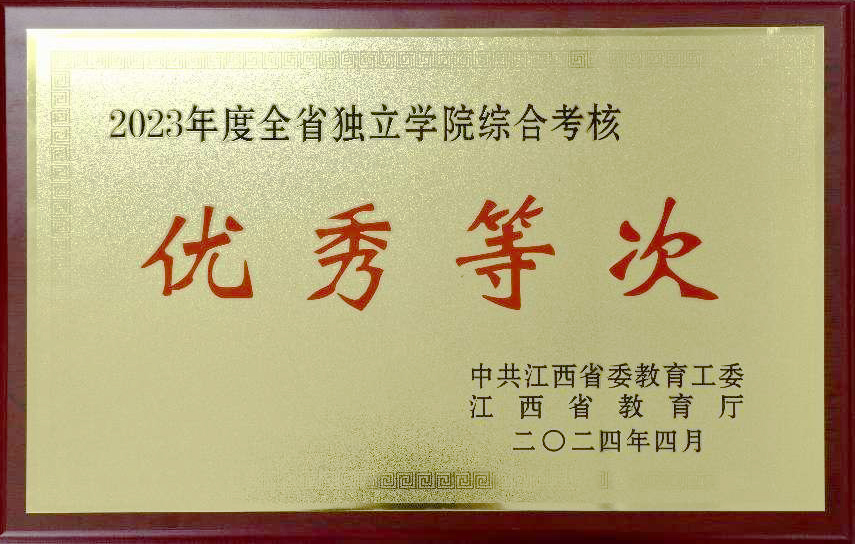 2023年度全省独立学院综合考核
优秀等次
中共江西省委教育工委
江西省教育厅
二〇二四年四月